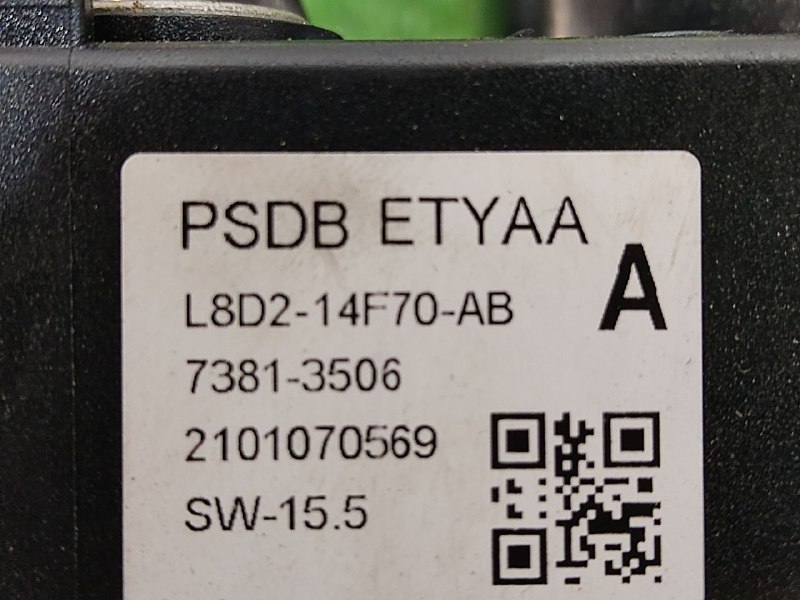 PSDB ETYAA
A
L8D2-14F70-AB
7381-3506
2101070569
SW-15.5